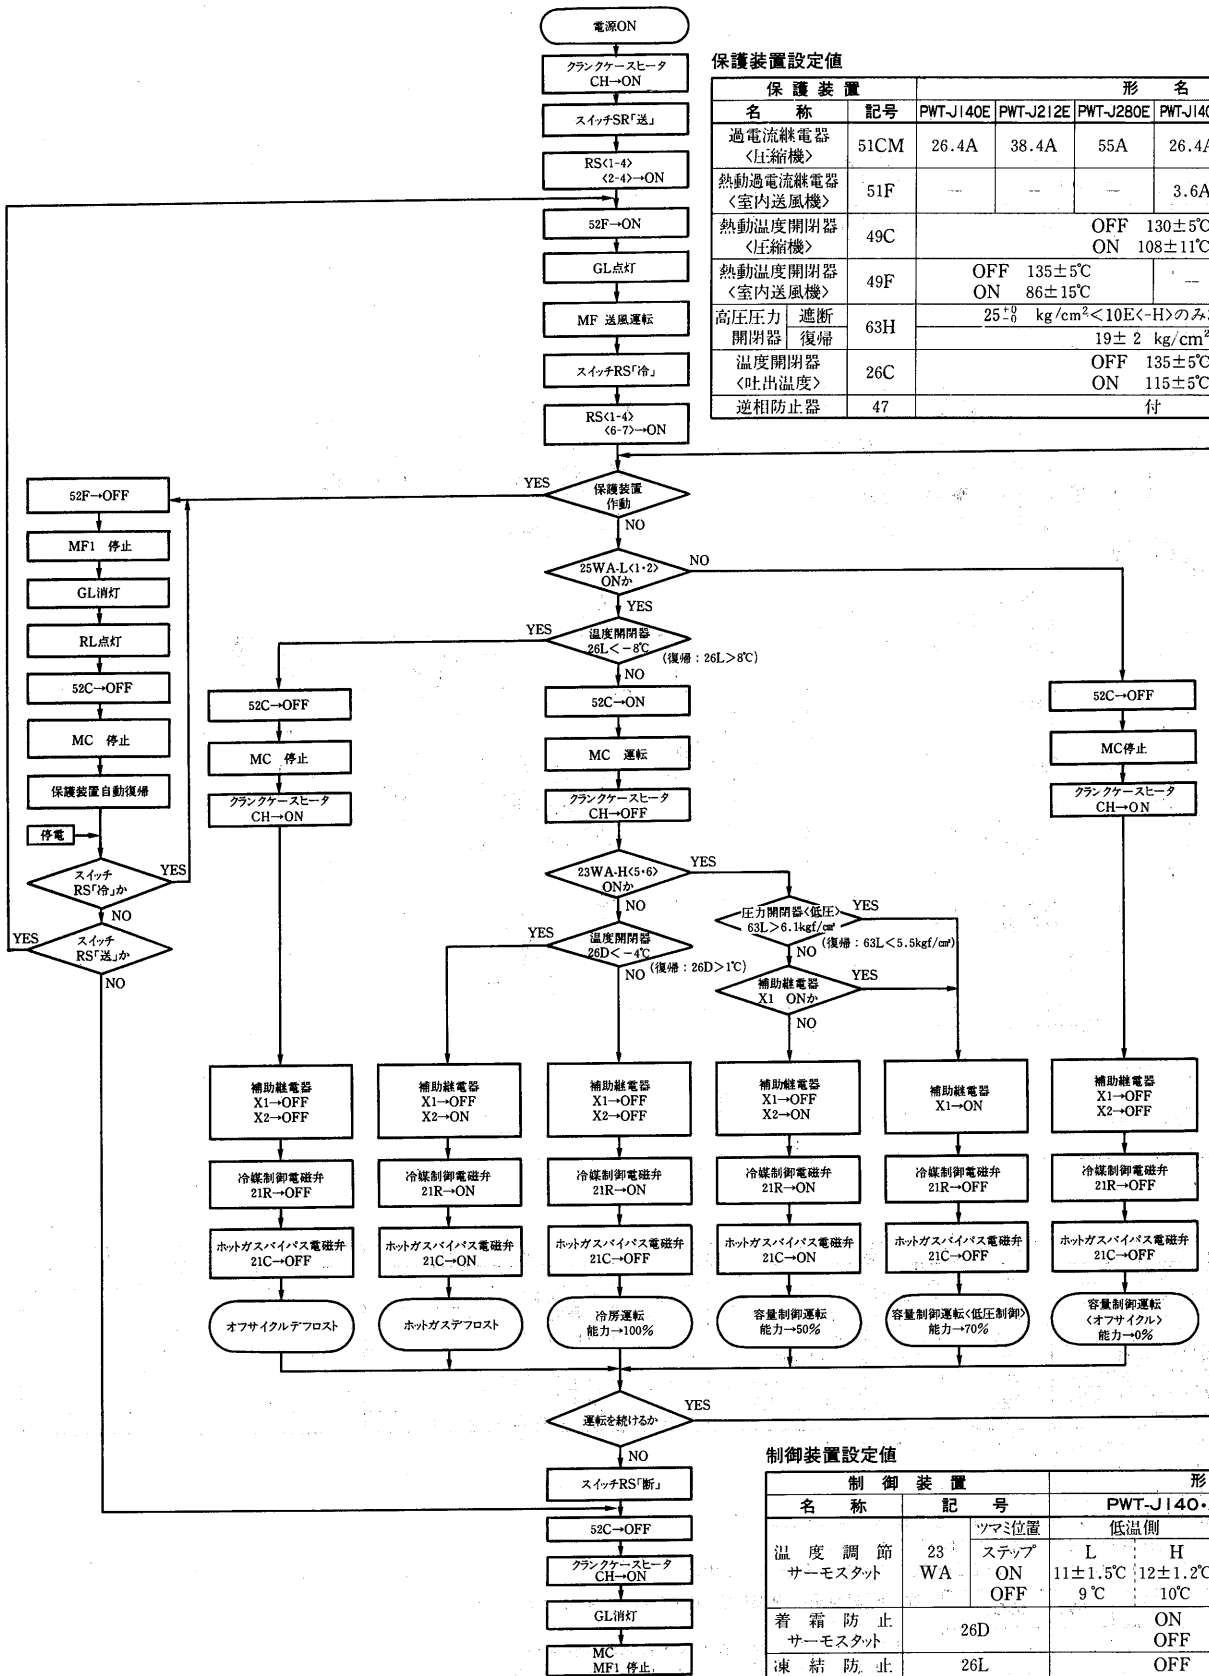 電源ON
クランクケースヒータ
CH→ON
スイッチSR「送」
RS<1-4>
<2-4>→ON
52F→ON
GL点灯
MF 送風運転
スイッチRS「冷」
RS<1-4>
<6-7>→ON
保護装置設定値
保護装置 形名
名称 記号 PWT-J140E PWT-J212E PWT-J280E PWT-J140
過電流継電器
<圧縮機> 51CM 26.4A 38.4A 55A 26.4A
熱動過電流継電器
<室内送風機> 51F — — — 3.6A
熱動温度開閉器
<圧縮機> 49C OFF 130±5℃
ON 108±11℃
熱動温度開閉器
<室内送風機> 49F OFF 135±5℃ —
ON 86±15℃
高圧圧力 遮断 63H 25+0-0 kg/cm²<10E<-H>のみ
開閉器 復帰 19±2 kg/cm²
温度開閉器
<吐出温度> 26C OFF 135±5℃
ON 115±5℃
逆相防止器 47 付
保護装置
作動
YES
NO
52F→OFF
MF1 停止
GL消灯
RL点灯
52C→OFF
MC 停止
保護装置自動復帰
停電
スイッチ
RS「冷」か
YES
NO
スイッチ
RS「送」か
YES
NO
25WA-L<1・2>
ONか
NO
YES
温度開閉器
26L<-8℃
(復帰:26L>8℃)
YES
NO
52C→OFF
MC 停止
クランクケースヒータ
CH→ON
52C→ON
MC 運転
クランクケースヒータ
CH→OFF
52C→OFF
MC停止
クランクケースヒータ
CH→ON
23WA-H<5・6>
ONか
YES
NO
温度開閉器
26D<-4℃
(復帰:26D>1℃)
YES
NO
圧力開閉器<低圧>
63L>6.1kgf/cm²
(復帰:63L<5.5kgf/cm²)
YES
NO
補助継電器
X1 ONか
YES
NO
補助継電器
X1→OFF
X2→OFF
冷媒制御電磁弁
21R→OFF
ホットガスバイパス電磁弁
21C→OFF
オフサイクルデフロスト
補助継電器
X1→OFF
X2→ON
冷媒制御電磁弁
21R→ON
ホットガスバイパス電磁弁
21C→ON
ホットガスデフロスト
補助継電器
X1→OFF
X2→OFF
冷媒制御電磁弁
21R→ON
ホットガスバイパス電磁弁
21C→OFF
冷房運転
能力→100%
補助継電器
X1→OFF
X2→ON
冷媒制御電磁弁
21R→ON
ホットガスバイパス電磁弁
21C→ON
容量制御運転
能力→50%
補助継電器
X1→ON
冷媒制御電磁弁
21R→OFF
ホットガスバイパス電磁弁
21C→OFF
容量制御運転<低圧制御>
能力→70%
補助継電器
X1→OFF
X2→OFF
冷媒制御電磁弁
21R→OFF
ホットガスバイパス電磁弁
21C→OFF
容量制御運転
<オフサイクル>
能力→0%
運転を続けるか
YES
NO
スイッチRS「断」
52C→OFF
クランクケースヒータ
CH→ON
GL消灯
MC
MF1 停止
制御装置設定値
制御装置 形
名称 記号 PWT-J140・
温度調節
サーモスタット 23
WA ツマミ位置 低温側
ステップ L H
ON 11±1.5℃ 12±1.2℃
OFF 9℃ 10℃
着霜防止
サーモスタット 26D ON
OFF
凍結防止 26L OFF